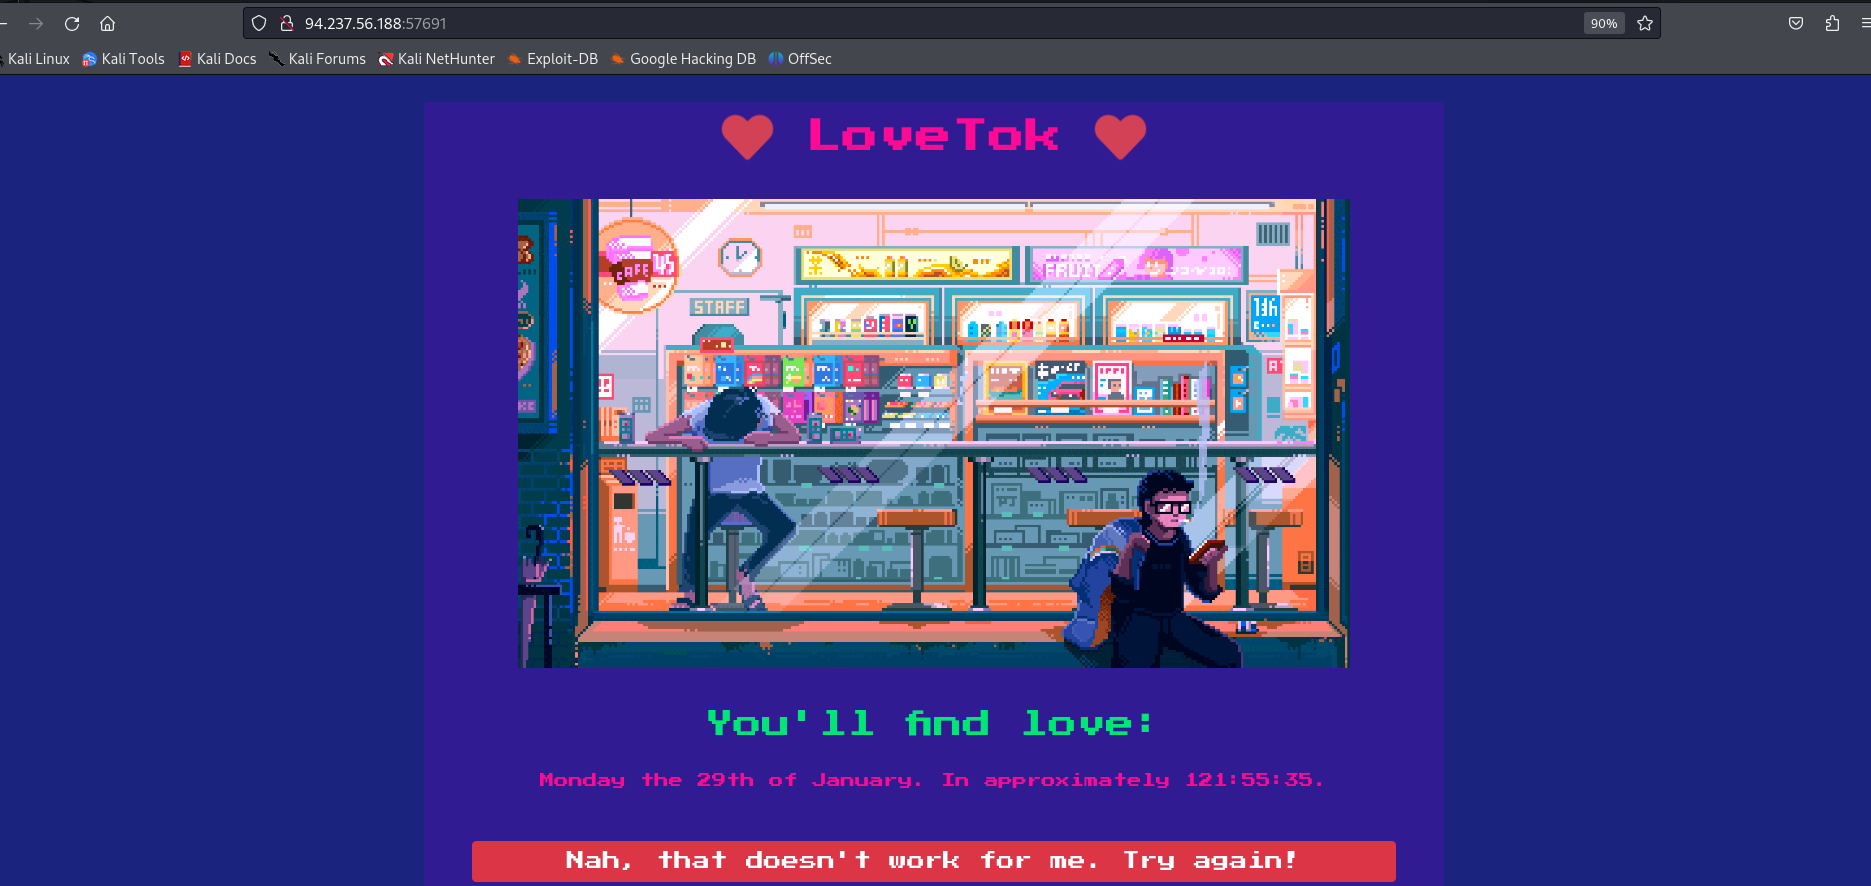 94.237.56.188:57691
90%
Kali Linux Kali Tools Kali Docs Kali Forums Kali NetHunter Exploit-DB Google Hacking DB OffSec
LoveTok
CAFE
STAFF
FRUIT
You'll find love:
Monday the 29th of January. In approximately 121:55:35.
Nah, that doesn't work for me. Try again!